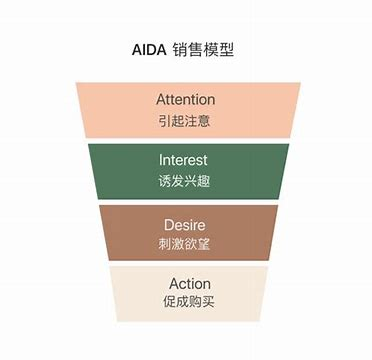 AIDA 销售模型
Attention
引起注意
Interest
诱发兴趣
Desire
刺激欲望
Action
促成购买